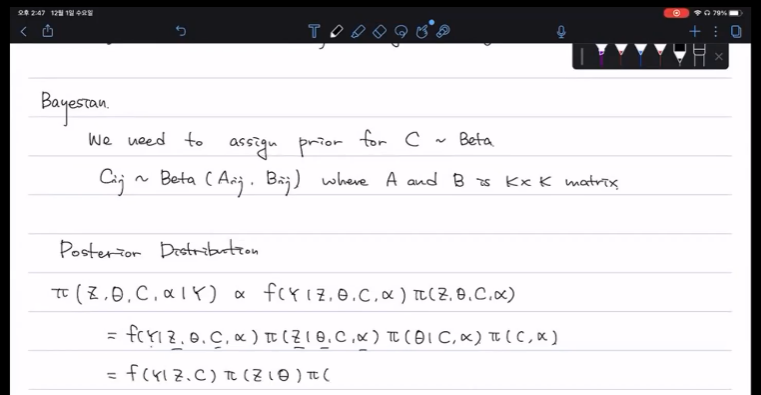 오후 2:47 12월 1일 수요일
79%
Bayesian.
We need to assign prior for C ~ Beta
Cij ~ Beta (Aij, Bij) where A and B is K×K matrix
Posterior Distribution
π(Z,θ,C,α|Y) ∝ f(Y|Z,θ,C,α)π(Z,θ,C,α)
= f(Y|Z,θ,C,α)π(Z|θ,C,α)π(θ|C,α)π(C,α)
= f(Y|Z,C)π(Z|θ)π(